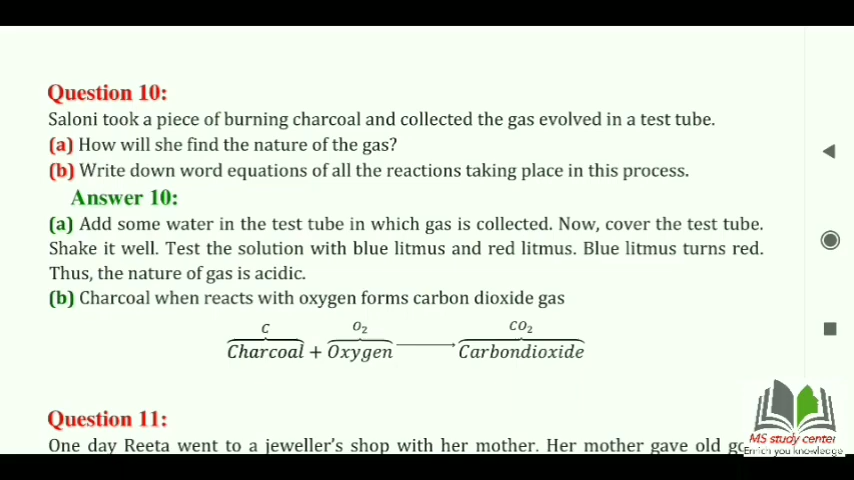 Question 10:
Saloni took a piece of burning charcoal and collected the gas evolved in a test tube.
(a) How will she find the nature of the gas?
(b) Write down word equations of all the reactions taking place in this process.
Answer 10:
(a) Add some water in the test tube in which gas is collected. Now, cover the test tube.
Shake it well. Test the solution with blue litmus and red litmus. Blue litmus turns red.
Thus, the nature of gas is acidic.
(b) Charcoal when reacts with oxygen forms carbon dioxide gas
C O₂ CO₂
Charcoal + Oxygen ⟶ Carbondioxide
Question 11:
One day Reeta went to a jeweller's shop with her mother. Her mother gave old
MS study center
Enrich you knowledge